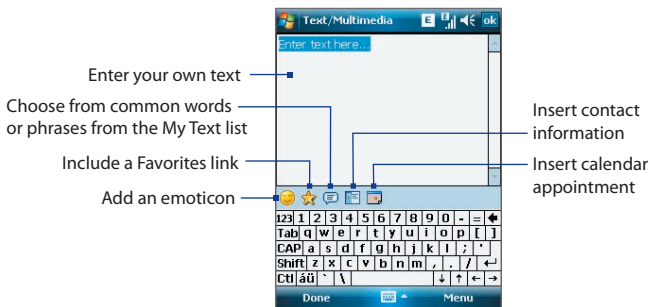 Text/Multimedia E ok
Enter text here...
Enter your own text
Choose from common words
or phrases from the My Text list
Include a Favorites link
Add an emoticon
Insert contact
information
Insert calendar
appointment
123 1 2 3 4 5 6 7 8 9 0 - = ←
Tab q w e r t y u i o p [ ]
CAP a s d f g h j k l ; '
Shift z x c v b n m , . / ↵
Ctl áü ` \ ↓ ↑ ← →
Done Menu